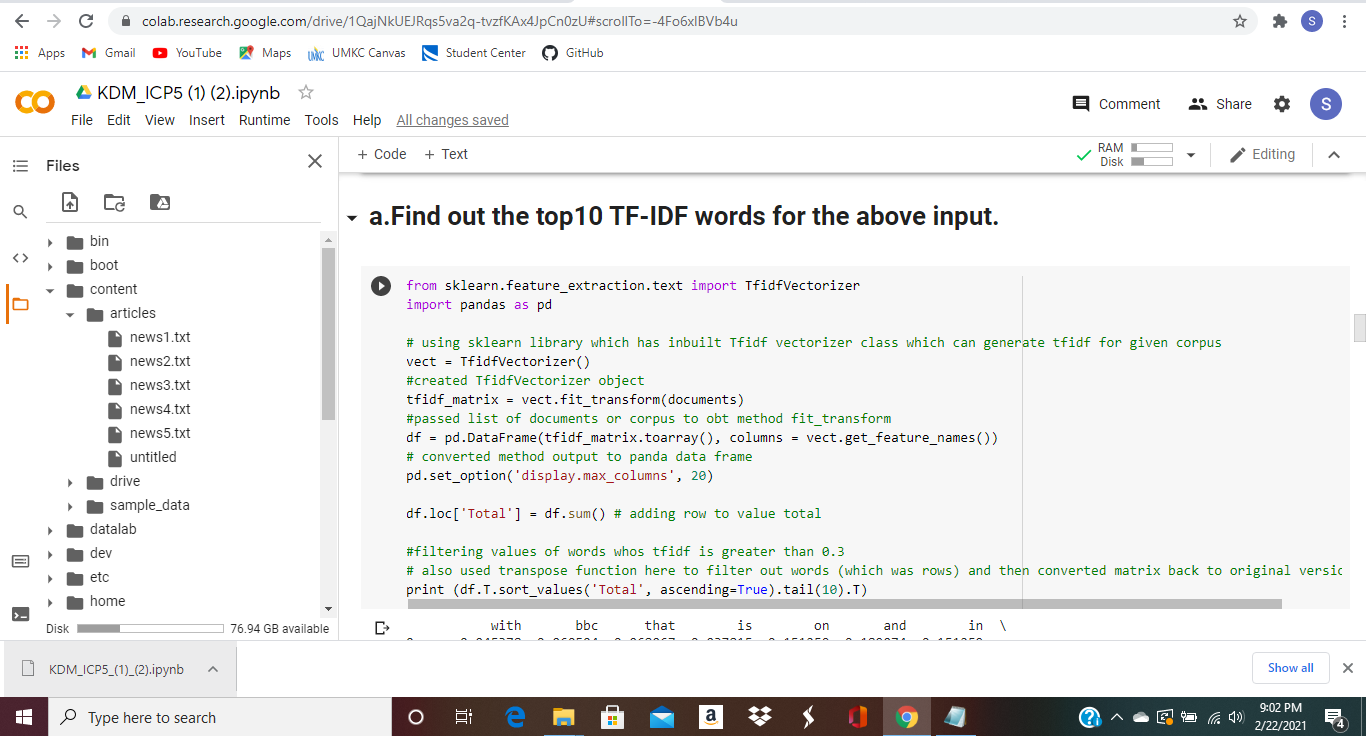 colab.research.google.com/drive/1QajNkUEJRqs5va2q-tvzfKAx4JpCn0zU#scrollTo=-4Fo6xlBVb4u
S
Apps Gmail YouTube Maps UMKC Canvas Student Center GitHub
KDM_ICP5 (1) (2).ipynb
File Edit View Insert Runtime Tools Help All changes saved
Comment Share S
Files
+ Code + Text
RAM
Disk
Editing
bin
boot
content
articles
news1.txt
news2.txt
news3.txt
news4.txt
news5.txt
untitled
drive
sample_data
datalab
dev
etc
home
Disk 76.94 GB available
a.Find out the top10 TF-IDF words for the above input.
from sklearn.feature_extraction.text import TfidfVectorizer
import pandas as pd
# using sklearn library which has inbuilt Tfidf vectorizer class which can generate tfidf for given corpus
vect = TfidfVectorizer()
#created TfidfVectorizer object
tfidf_matrix = vect.fit_transform(documents)
#passed list of documents or corpus to obt method fit_transform
df = pd.DataFrame(tfidf_matrix.toarray(), columns = vect.get_feature_names())
# converted method output to panda data frame
pd.set_option('display.max_columns', 20)
df.loc['Total'] = df.sum() # adding row to value total
#filtering values of words whos tfidf is greater than 0.3
# also used transpose function here to filter out words (which was rows) and then converted matrix back to original versic
print (df.T.sort_values('Total', ascending=True).tail(10).T)
with bbc that is on and in \
KDM_ICP5_(1)_(2).ipynb
Show all
Type here to search
9:02 PM
2/22/2021
4